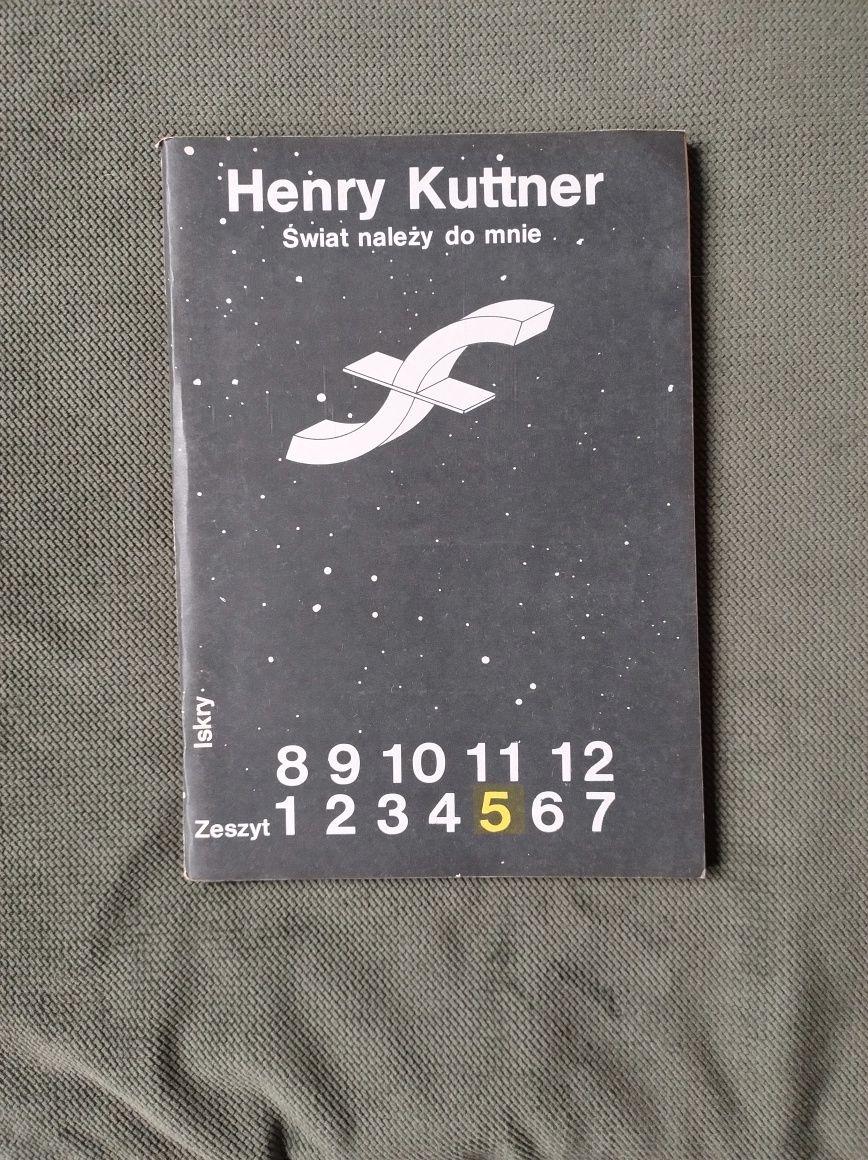 Henry Kuttner
Świat należy do mnie
Iskry
8 9 10 11 12
Zeszyt 1 2 3 4 5 6 7